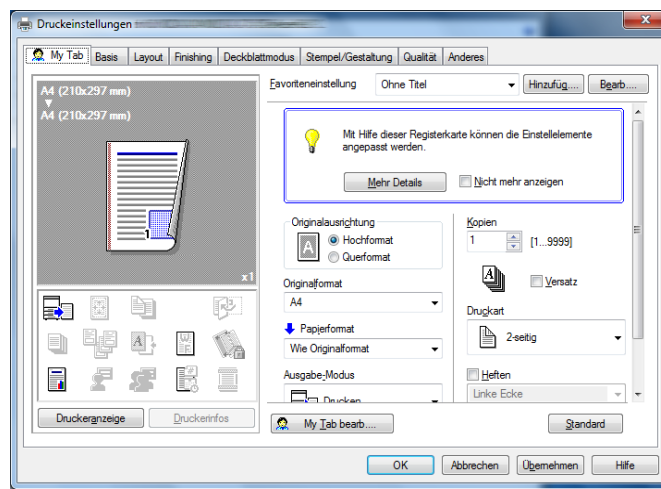 Druckeinstellungen
My Tab Basis Layout Finishing Deckblattmodus Stempel/Gestaltung Qualität Anderes
A4 (210x297 mm)
A4 (210x297 mm)
1
x1
Favoriteneinstellung Ohne Titel Hinzufüg.... Bearb....
Mit Hilfe dieser Registerkarte können die Einstellelemente
angepasst werden.
Mehr Details Nicht mehr anzeigen
Originalausrichtung
A Hochformat
Querformat
Originalformat
A4
Papierformat
Wie Originalformat
Ausgabe-Modus
Drucken
Kopien
1 [1...9999]
A Versatz
Druckart
2-seitig
Heften
Linke Ecke
Druckeranzeige Druckerinfos
My Tab bearb.... Standard
OK Abbrechen Übernehmen Hilfe